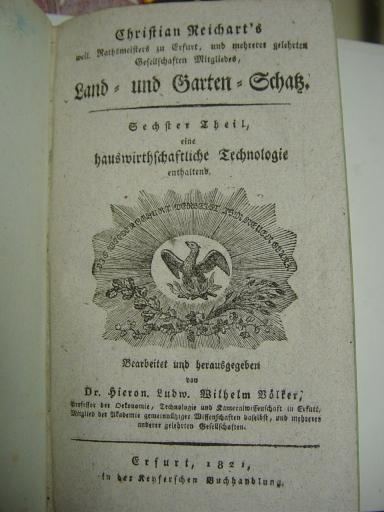 Christian Reichart's
weil. Rathsmeisters zu Erfurt, und mehrerer gelehrten
Gesellschaften Mitgliedes,
Land- und Garten-Schatz.
Sechster Theil,
eine
hauswirthschaftliche Technologie
enthaltend.
Bearbeitet und herausgegeben
von
Dr. Hieron. Ludw. Wilhelm Völker,
Professor der Oekonomie, Technologie und Kameralwissenschaft in Erfurt,
Mitglied der Akademie gemeinnütziger Wissenschaften daselbst, und mehrerer
anderer gelehrten Gesellschaften.
Erfurt, 1821,
in der Keyserschen Buchhandlung.